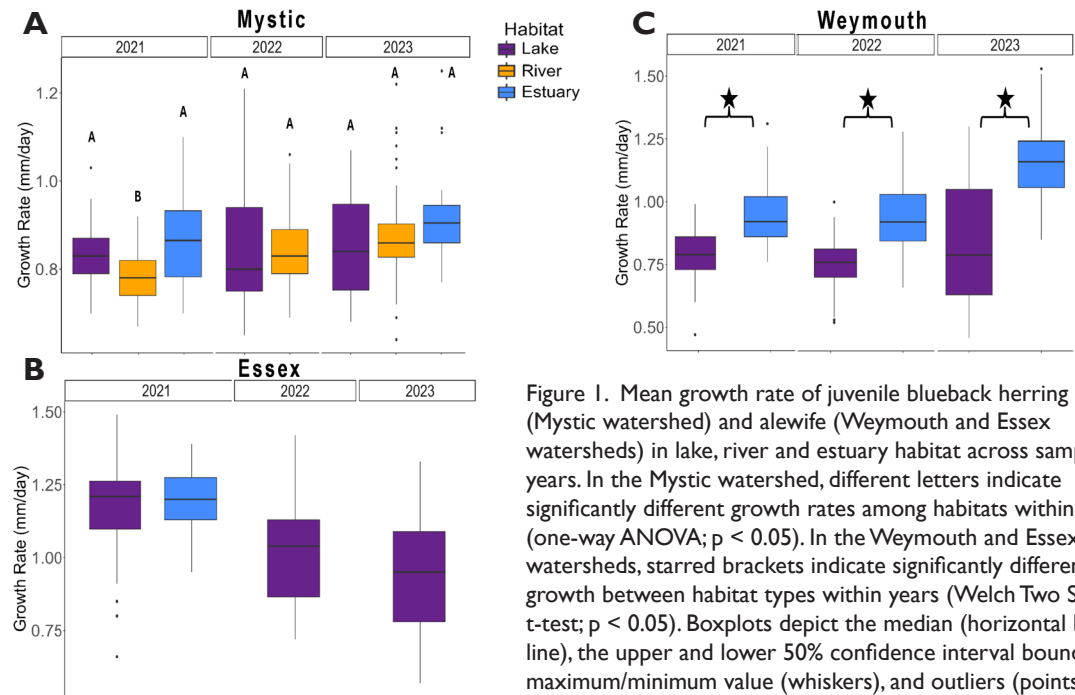 A
Mystic
2021
2022
2023
Growth Rate (mm/day)
1.2
1.0
0.8
A
B
A
A
A
A
A
A
Habitat
Lake
River
Estuary
C
Weymouth
2021
2022
2023
Growth Rate (mm/day)
1.50
1.25
1.00
0.75
0.50
B
Essex
2021
2022
2023
Growth Rate (mm/day)
1.50
1.25
1.00
0.75
Figure 1. Mean growth rate of juvenile blueback herring
(Mystic watershed) and alewife (Weymouth and Essex
watersheds) in lake, river and estuary habitat across
years. In the Mystic watershed, different letters indicate
significantly different growth rates among habitats within
(one-way ANOVA; p < 0.05). In the Weymouth and Essex
watersheds, starred brackets indicate significantly
growth between habitat types within years (Welch Two
t-test; p < 0.05). Boxplots depict the median (horizontal
line), the upper and lower 50% confidence interval
maximum/minimum value (whiskers), and outliers (points